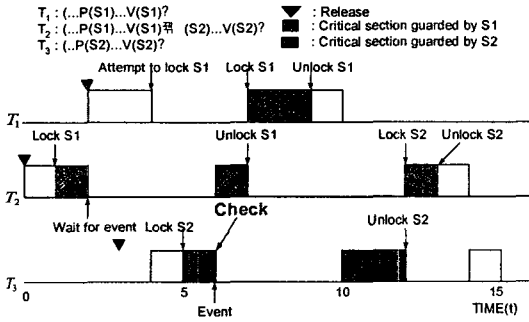 T1 : (...P(S1)...V(S1)?
T2 : (...P(S1)...V(S1) (S2)...V(S2)?
T3 : (..P(S2)...V(S2)?
: Release
: Critical section guarded by S1
: Critical section guarded by S2
Attempt to lock S1 Lock S1 Unlock S1
T1
Lock S1 Unlock S1 Lock S2 Unlock S2
T2
Wait for event Lock S2 Check Unlock S2
T3
0 5 10 15
Event TIME(t)